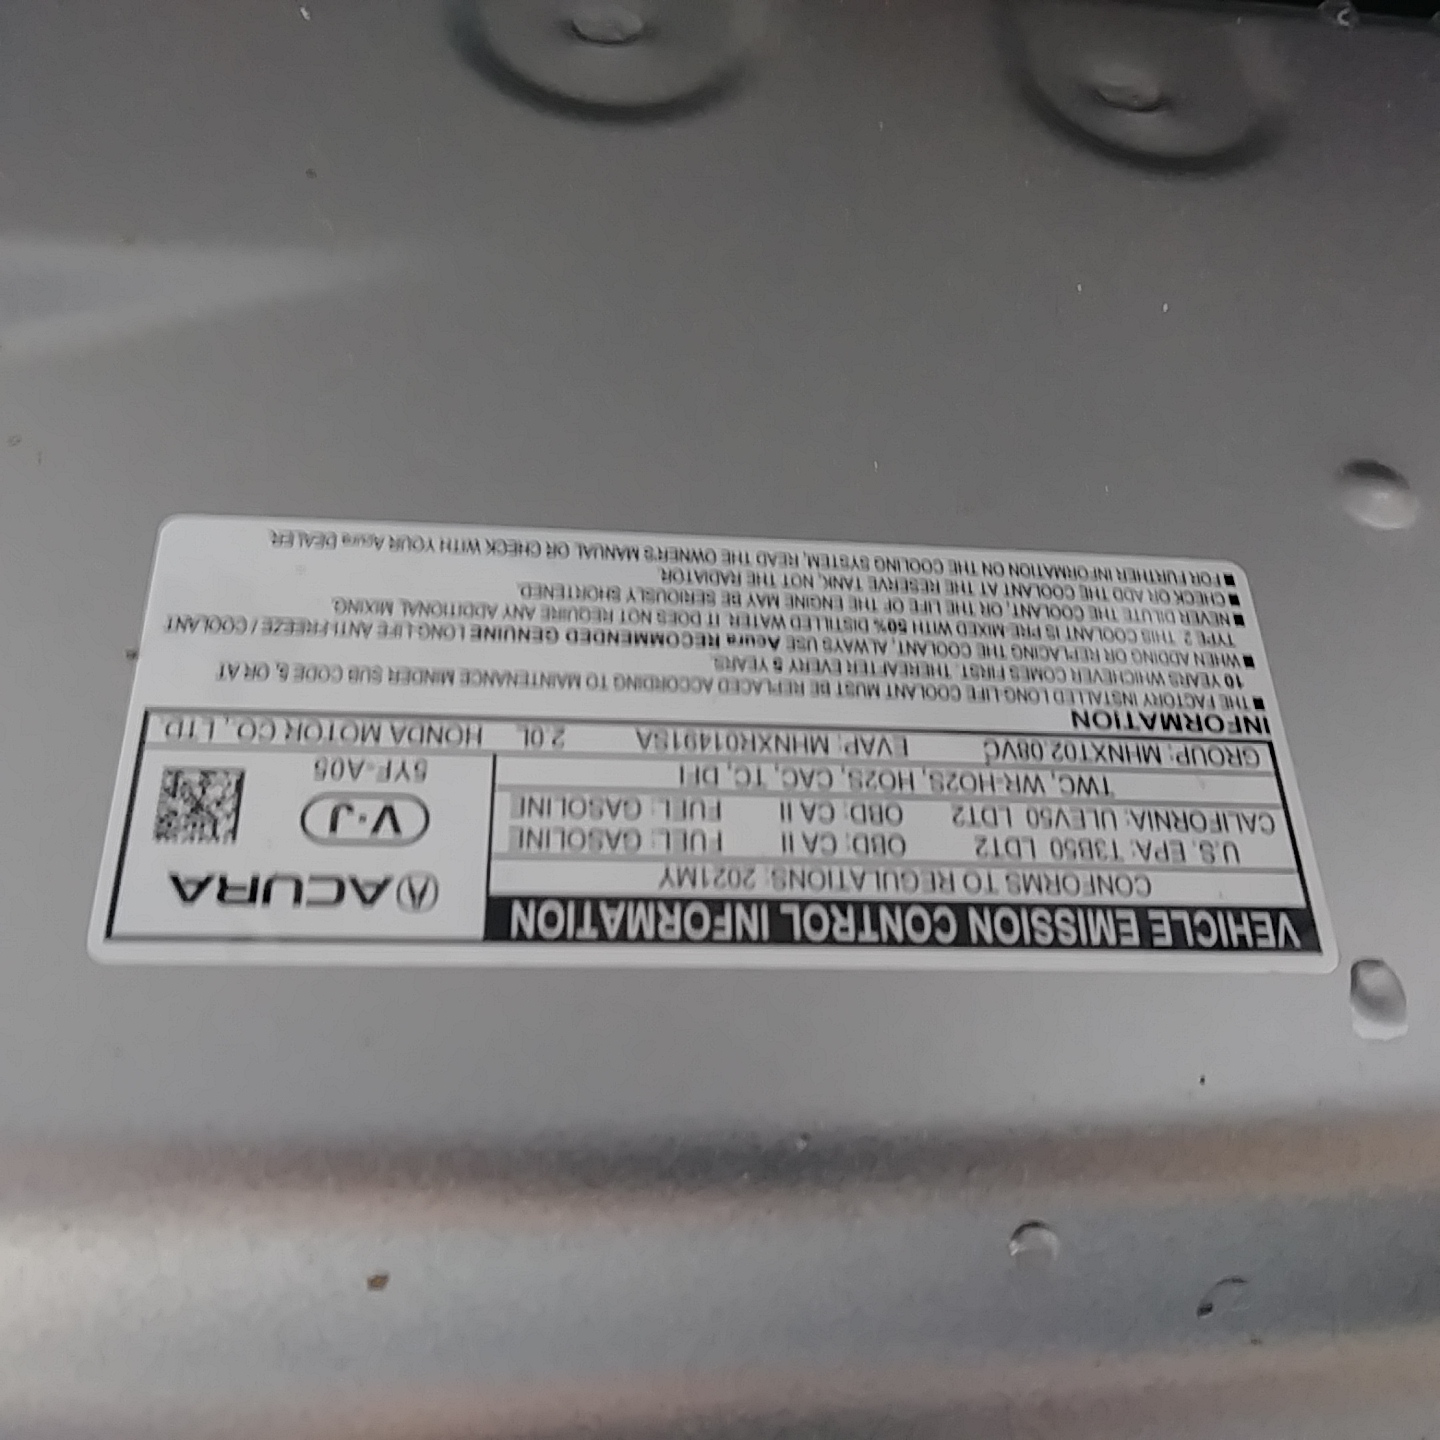 VEHICLE EMISSION CONTROL INFORMATION
ACURA
CONFORMS TO REGULATIONS: 2021MY
U.S. EPA: T3B50 LDT2 OBD: CA II FUEL: GASOLINE
CALIFORNIA: ULEV50 LDT2 OBD: CA II FUEL: GASOLINE
V-J
TWC, WR-HO2S, HO2S, CAC, TC, DFI
5YF-A05
GROUP: MHNXT02.08VC EVAP: MHNXR01491SA 2.0L HONDA MOTOR CO., LTD.
INFORMATION
■ THE FACTORY INSTALLED LONG-LIFE COOLANT MUST BE REPLACED ACCORDING TO MAINTENANCE MINDER SUB CODE 5, OR AT
10 YEARS WHICHEVER COMES FIRST. THEREAFTER EVERY 5 YEARS.
■ WHEN ADDING OR REPLACING THE COOLANT, ALWAYS USE Acura RECOMMENDED GENUINE LONG-LIFE ANTI-FREEZE / COOLANT
TYPE 2. THIS COOLANT IS PRE-MIXED WITH 50% DISTILLED WATER. IT DOES NOT REQUIRE ANY ADDITIONAL MIXING.
■ NEVER DILUTE THE COOLANT, OR THE LIFE OF THE ENGINE MAY BE SERIOUSLY SHORTENED.
■ CHECK OR ADD COOLANT AT THE RESERVE TANK, NOT THE RADIATOR.
■ FOR FURTHER INFORMATION ON THE COOLING SYSTEM, READ THE OWNER'S MANUAL OR CHECK WITH YOUR Acura DEALER.